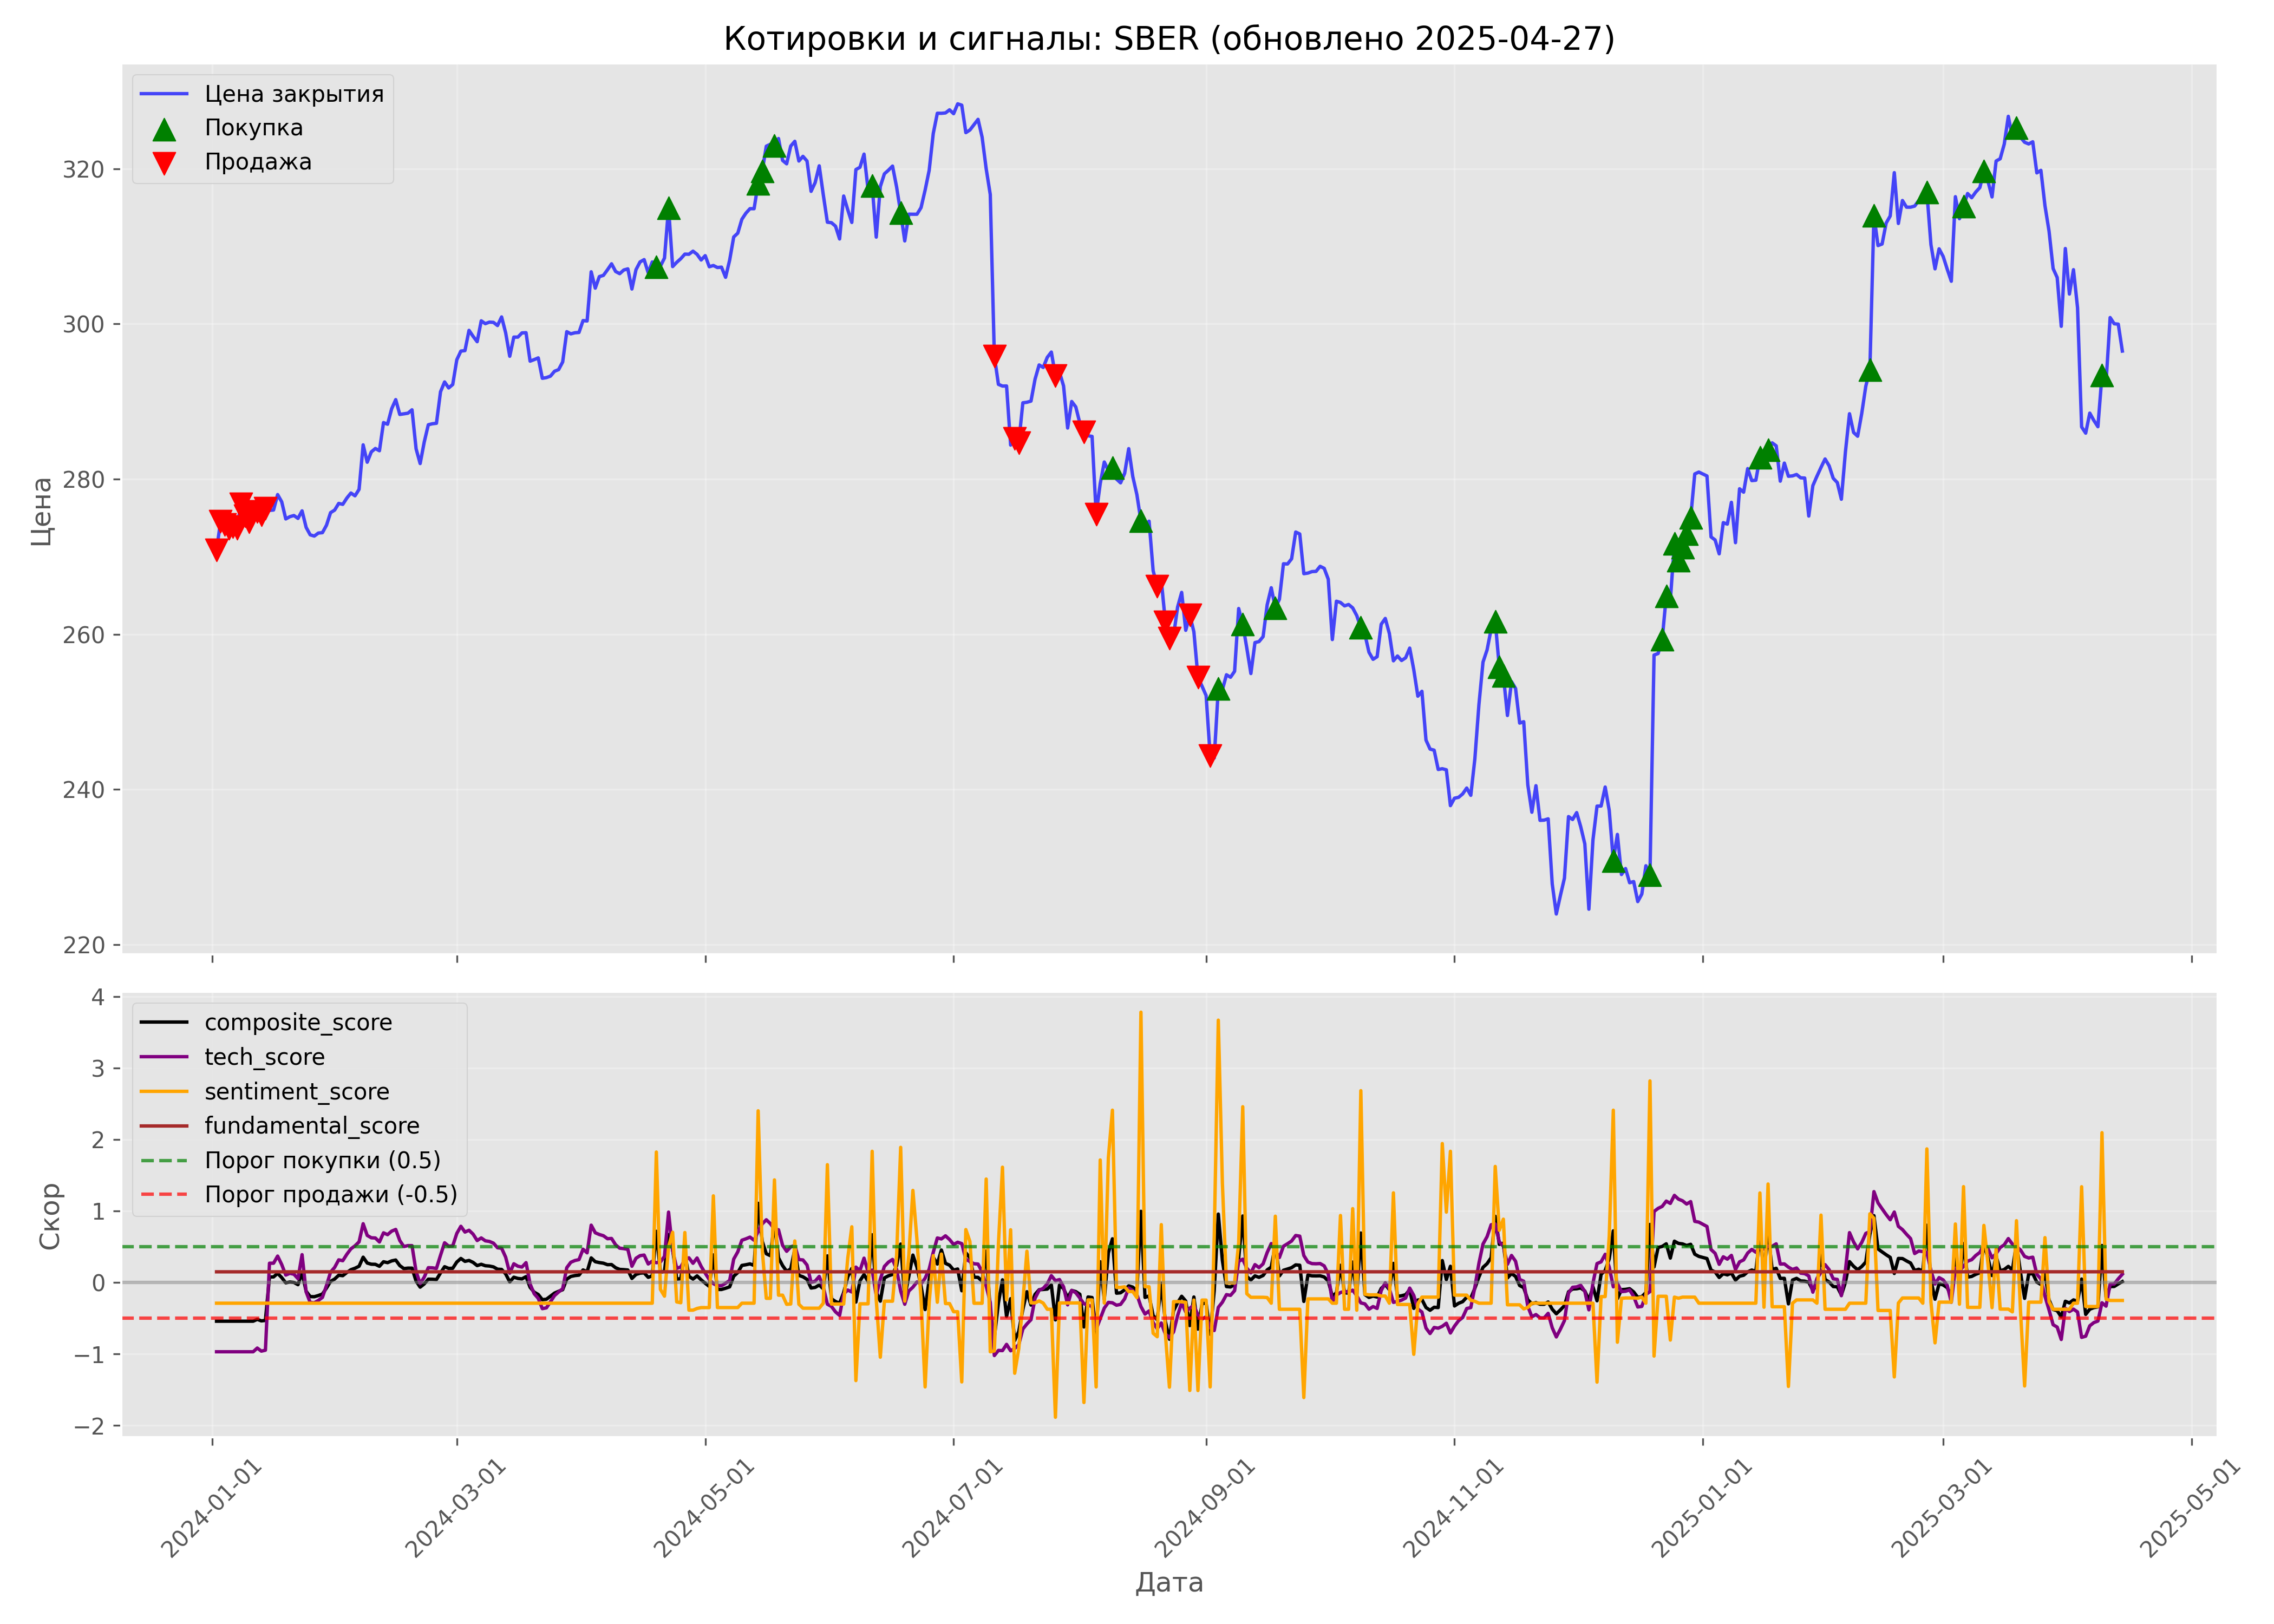 Котировки и сигналы: SBER (обновлено 2025-04-27)
Цена закрытия
Покупка
Продажа
320
300
280
260
240
220
Цена
composite_score
tech_score
sentiment_score
fundamental_score
Порог покупки (0.5)
Порог продажи (-0.5)
4
3
2
1
0
−1
−2
Скор
2024-01-01
2024-03-01
2024-05-01
2024-07-01
2024-09-01
2024-11-01
2025-01-01
2025-03-01
2025-05-01
Дата